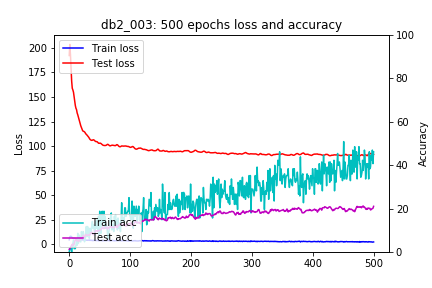 db2_003: 500 epochs loss and accuracy
Train loss
Test loss
Train acc
Test acc
Loss
Accuracy
200
175
150
125
100
75
50
25
0
100
80
60
40
20
0
0 100 200 300 400 500